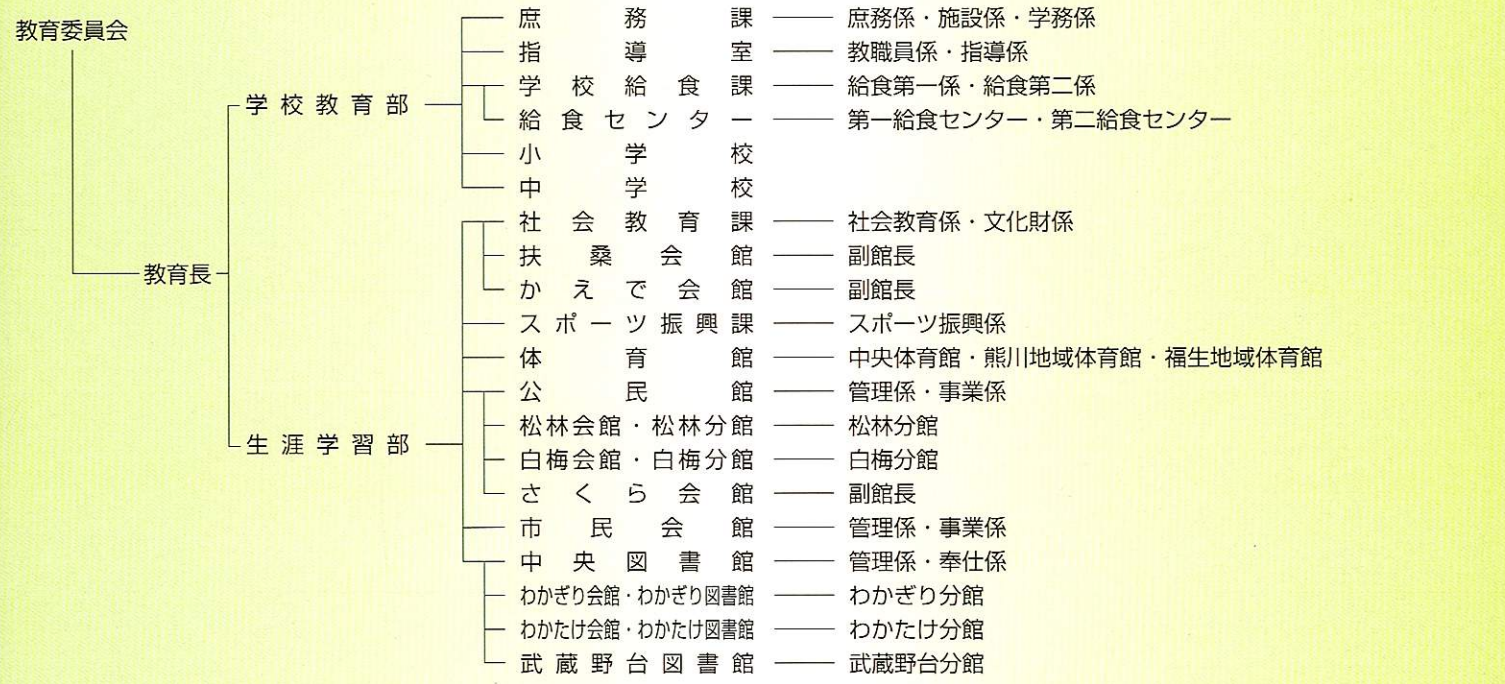 教育委員会
庶務課 庶務係・施設係・学務係
指導室 教職員係・指導係
学校給食課 給食第一係・給食第二係
学校教育部
給食センター 第一給食センター・第二給食センター
小学校
中学校
社会教育課 社会教育係・文化財係
扶桑会館 副館長
教育長
かえで会館 副館長
スポーツ振興課 スポーツ振興係
体育館 中央体育館・熊川地域体育館・福生地域体育館
公民館 管理係・事業係
松林会館・松林分館 松林分館
生涯学習部
白梅会館・白梅分館 白梅分館
さくら会館 副館長
市民会館 管理係・事業係
中央図書館 管理係・奉仕係
わかぎり会館・わかぎり図書館 わかぎり分館
わかたけ会館・わかたけ図書館 わかたけ分館
武蔵野台図書館 武蔵野台分館